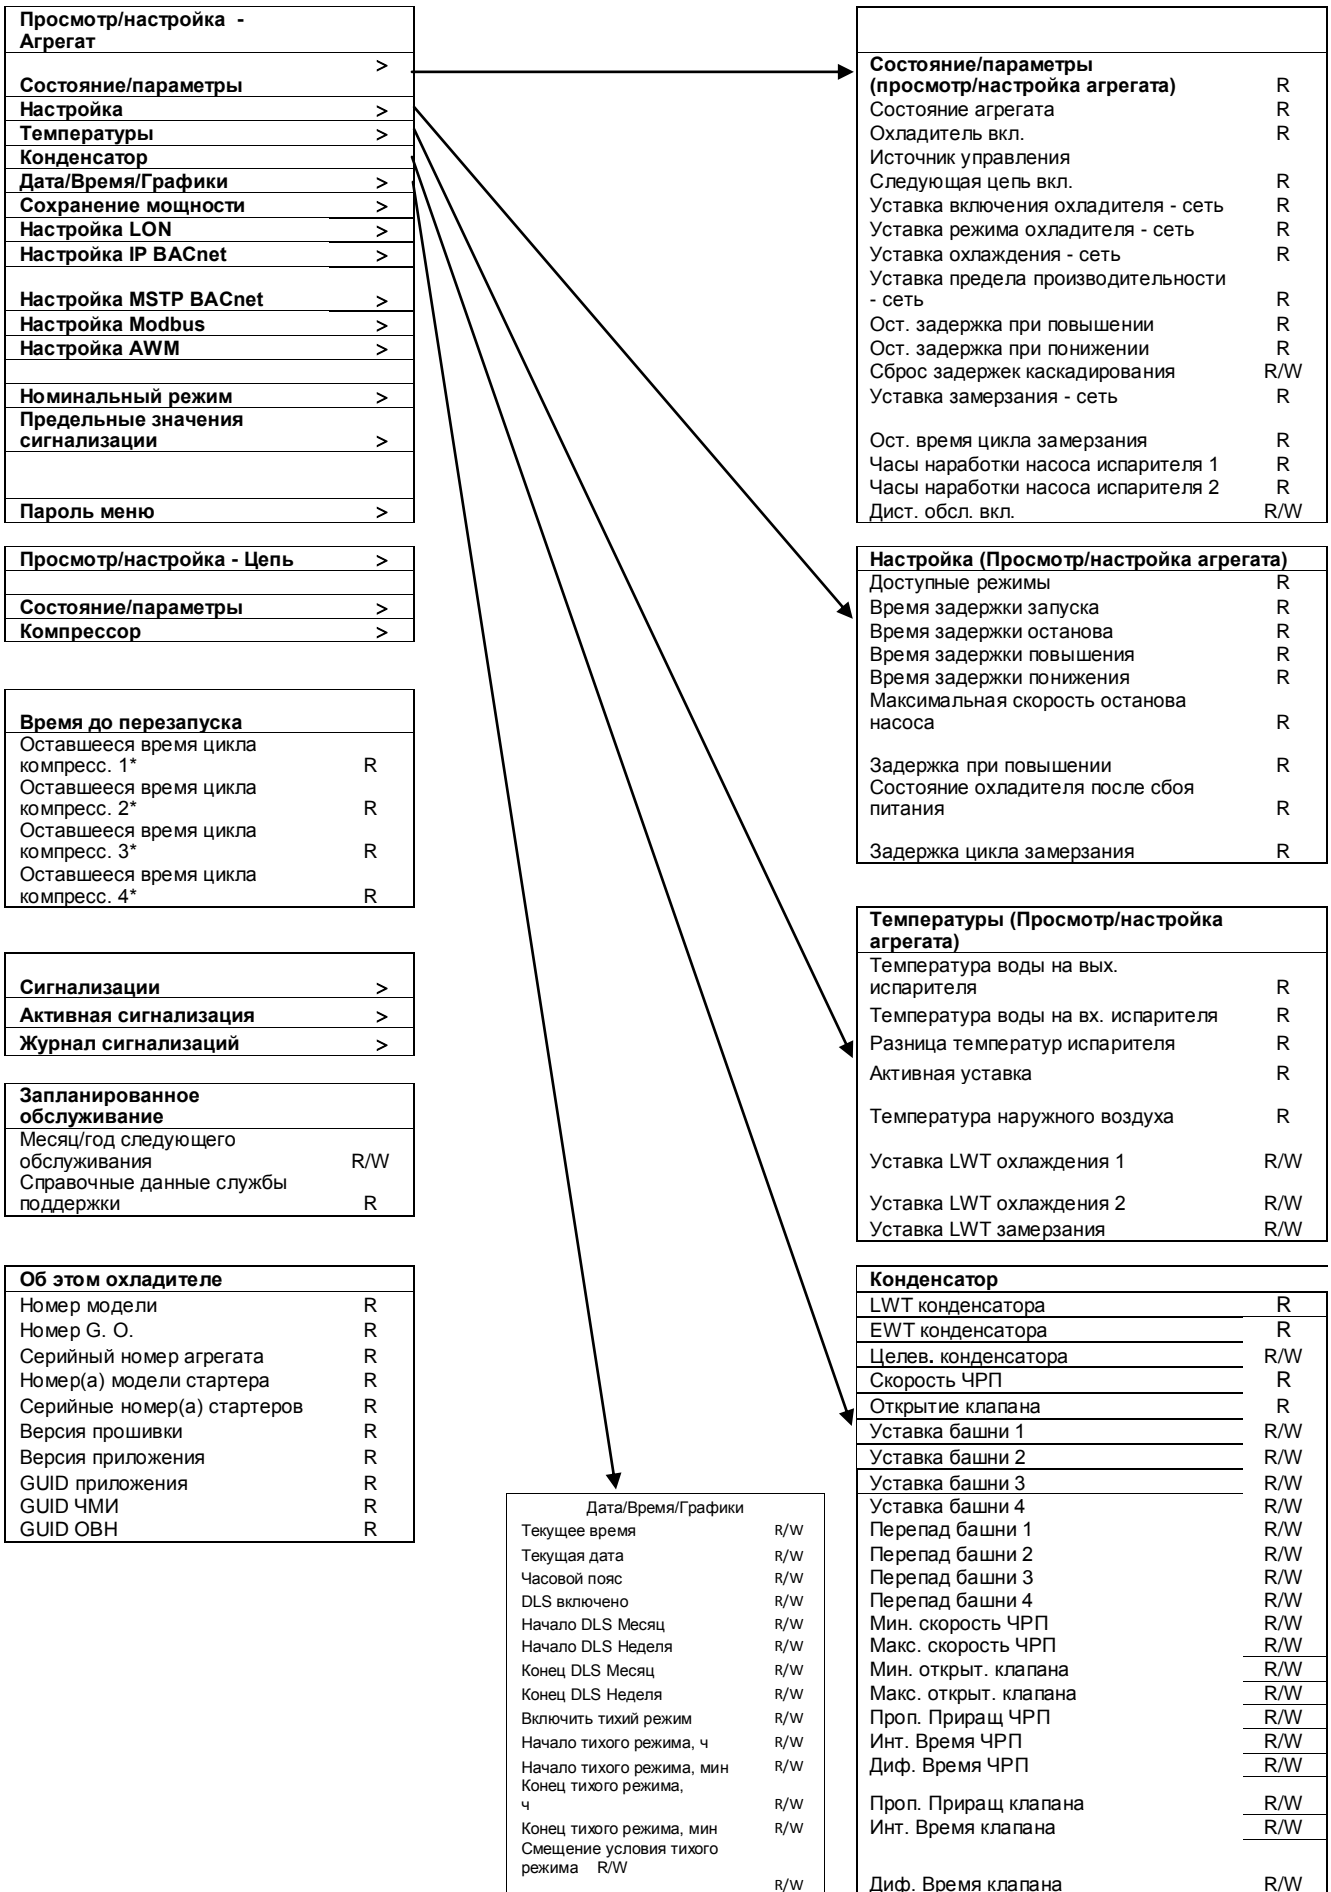 Просмотр/настройка -
Агрегат
>
Состояние/параметры
Настройка >
Температуры >
Конденсатор
Дата/Время/Графики >
Сохранение мощности >
Настройка LON >
Настройка IP BACnet >
Настройка MSTP BACnet >
Настройка Modbus >
Настройка AWM >
Номинальный режим >
Предельные значения
сигнализации >
Пароль меню >
Просмотр/настройка - Цепь >
Состояние/параметры >
Компрессор >
Время до перезапуска
Оставшееся время цикла
компресс. 1* R
Оставшееся время цикла
компресс. 2* R
Оставшееся время цикла
компресс. 3* R
Оставшееся время цикла
компресс. 4* R
Сигнализации >
Активная сигнализация >
Журнал сигнализаций >
Запланированное
обслуживание
Месяц/год следующего
обслуживания R/W
Справочные данные службы
поддержки R
Об этом охладителе
Номер модели R
Номер G. O. R
Серийный номер агрегата R
Номер(а) модели стартера R
Серийные номер(а) стартеров R
Версия прошивки R
Версия приложения R
GUID приложения R
GUID ЧМИ R
GUID OBH R
Состояние/параметры
(просмотр/настройка агрегата) R
Состояние агрегата R
Охладитель вкл. R
Источник управления
Следующая цепь вкл. R
Уставка включения охладителя - сеть R
Уставка режима охладителя - сеть R
Уставка охлаждения - сеть R
Уставка предела производительности
- сеть R
Ост. задержка при повышении R
Ост. задержка при понижении R
Сброс задержек каскадирования R/W
Уставка замерзания - сеть R
Ост. время цикла замерзания R
Часы наработки насоса испарителя 1 R
Часы наработки насоса испарителя 2 R
Дист. обсл. вкл. R/W
Настройка (Просмотр/настройка агрегата)
Доступные режимы R
Время задержки запуска R
Время задержки останова R
Время задержки повышения R
Время задержки понижения R
Максимальная скорость останова
насоса R
Задержка при повышении R
Состояние охладителя после сбоя
питания R
Задержка цикла замерзания R
Температуры (Просмотр/настройка
агрегата)
Температура воды на вых.
испарителя R
Температура воды на вх. испарителя R
Разница температур испарителя R
Активная уставка R
Температура наружного воздуха R
Уставка LWT охлаждения 1 R/W
Уставка LWT охлаждения 2 R/W
Уставка LWT замерзания R/W
Конденсатор
LWT конденсатора R
EWT конденсатора R
Целев. конденсатора R/W
Скорость ЧРП R
Открытие клапана R
Уставка башни 1 R/W
Уставка башни 2 R/W
Уставка башни 3 R/W
Уставка башни 4 R/W
Перепад башни 1 R/W
Перепад башни 2 R/W
Перепад башни 3 R/W
Перепад башни 4 R/W
Мин. скорость ЧРП R/W
Макс. скорость ЧРП R/W
Мин. открыт. клапана R/W
Макс. открыт. клапана R/W
Проп. Приращ ЧРП R/W
Инт. Время ЧРП R/W
Диф. Время ЧРП R/W
Проп. Приращ клапана R/W
Инт. Время клапана R/W
Диф. Время клапана R/W
Дата/Время/Графики
Текущее время R/W
Текущая дата R/W
Часовой пояс R/W
DLS включено R/W
Начало DLS Месяц R/W
Начало DLS Неделя R/W
Конец DLS Месяц R/W
Конец DLS Неделя R/W
Включить тихий режим R/W
Начало тихого режима, ч R/W
Начало тихого режима, мин R/W
Конец тихого режима,
ч R/W
Конец тихого режима, мин R/W
Смещение условия тихого
режима R/W
R/W